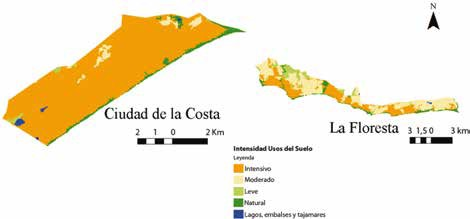 N
Ciudad de la Costa
2 1 0 2 Km
La Floresta
3 1,5 0 3 km
Intensidad Usos del Suelo
Leyenda
Intensivo
Moderado
Leve
Natural
Lagos, embalses y tajamares